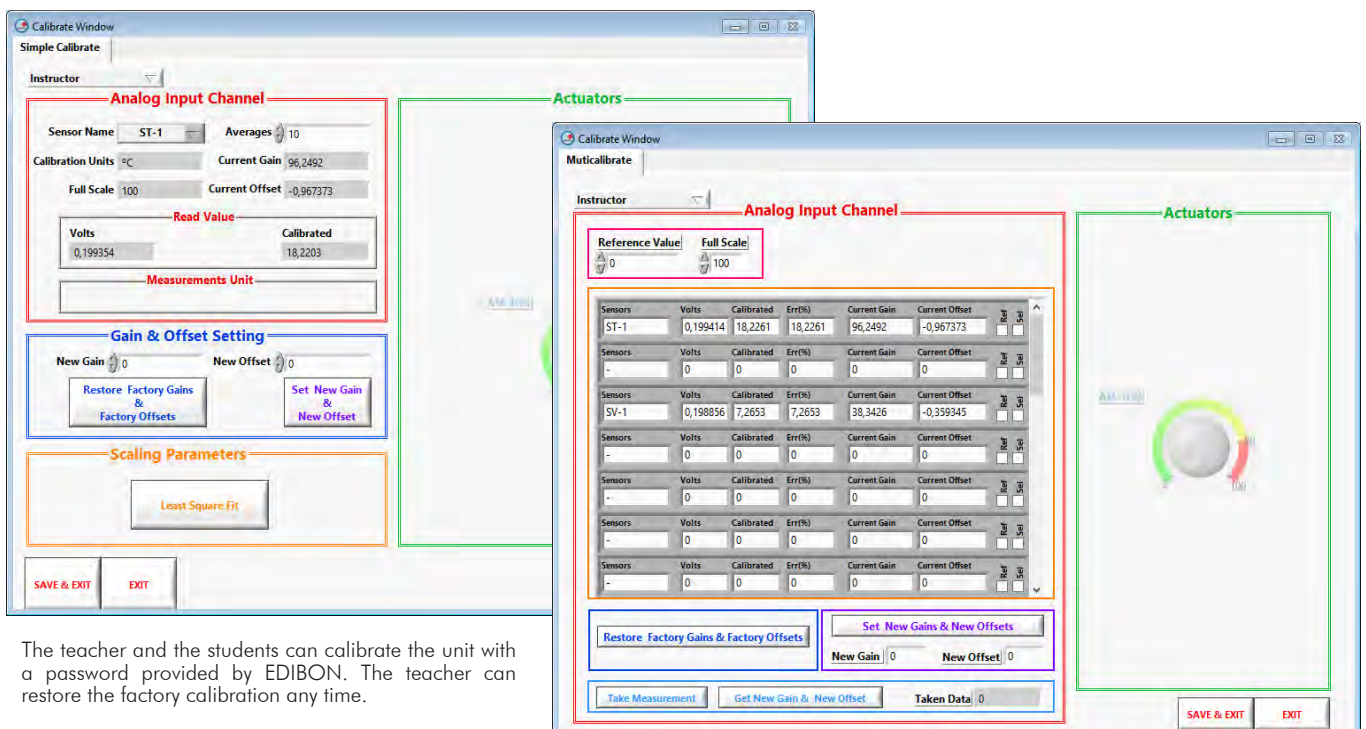 Calibrate Window
Simple Calibrate
Instructor
Analog Input Channel
Sensor Name ST-1 Averages 10
Calibration Units ºC Current Gain 96,2492
Full Scale 100 Current Offset -0,967373
Read Value
Volts Calibrated
0,199354 18,2203
Measurements Unit
Gain & Offset Setting
New Gain 0 New Offset 0
Restore Factory Gains
&
Factory Offsets
Set New Gain
&
New Offset
Scaling Parameters
Least Square Fit
SAVE & EXIT EXIT
Actuators
Calibrate Window
Muticalibrate
Instructor
Analog Input Channel
Reference Value Full Scale
0 100
Sensors Volts Calibrated Err(%) Current Gain Current Offset Ref Sel
ST-1 0,199414 18,2261 18,2261 96,2492 -0,967373
Sensors Volts Calibrated Err(%) Current Gain Current Offset Ref Sel
- 0 0 0 0 0
Sensors Volts Calibrated Err(%) Current Gain Current Offset Ref Sel
SV-1 0,198856 7,2653 7,2653 38,3426 -0,359345
Sensors Volts Calibrated Err(%) Current Gain Current Offset Ref Sel
- 0 0 0 0 0
Sensors Volts Calibrated Err(%) Current Gain Current Offset Ref Sel
- 0 0 0 0 0
Sensors Volts Calibrated Err(%) Current Gain Current Offset Ref Sel
- 0 0 0 0 0
Sensors Volts Calibrated Err(%) Current Gain Current Offset Ref Sel
- 0 0 0 0 0
Restore Factory Gains & Factory Offsets
Set New Gains & New Offsets
New Gain 0 New Offset 0
Take Measurement Get New Gain & New Offset Taken Data 0
Actuators
100
SAVE & EXIT EXIT
The teacher and the students can calibrate the unit with
a password provided by EDIBON. The teacher can
restore the factory calibration any time.